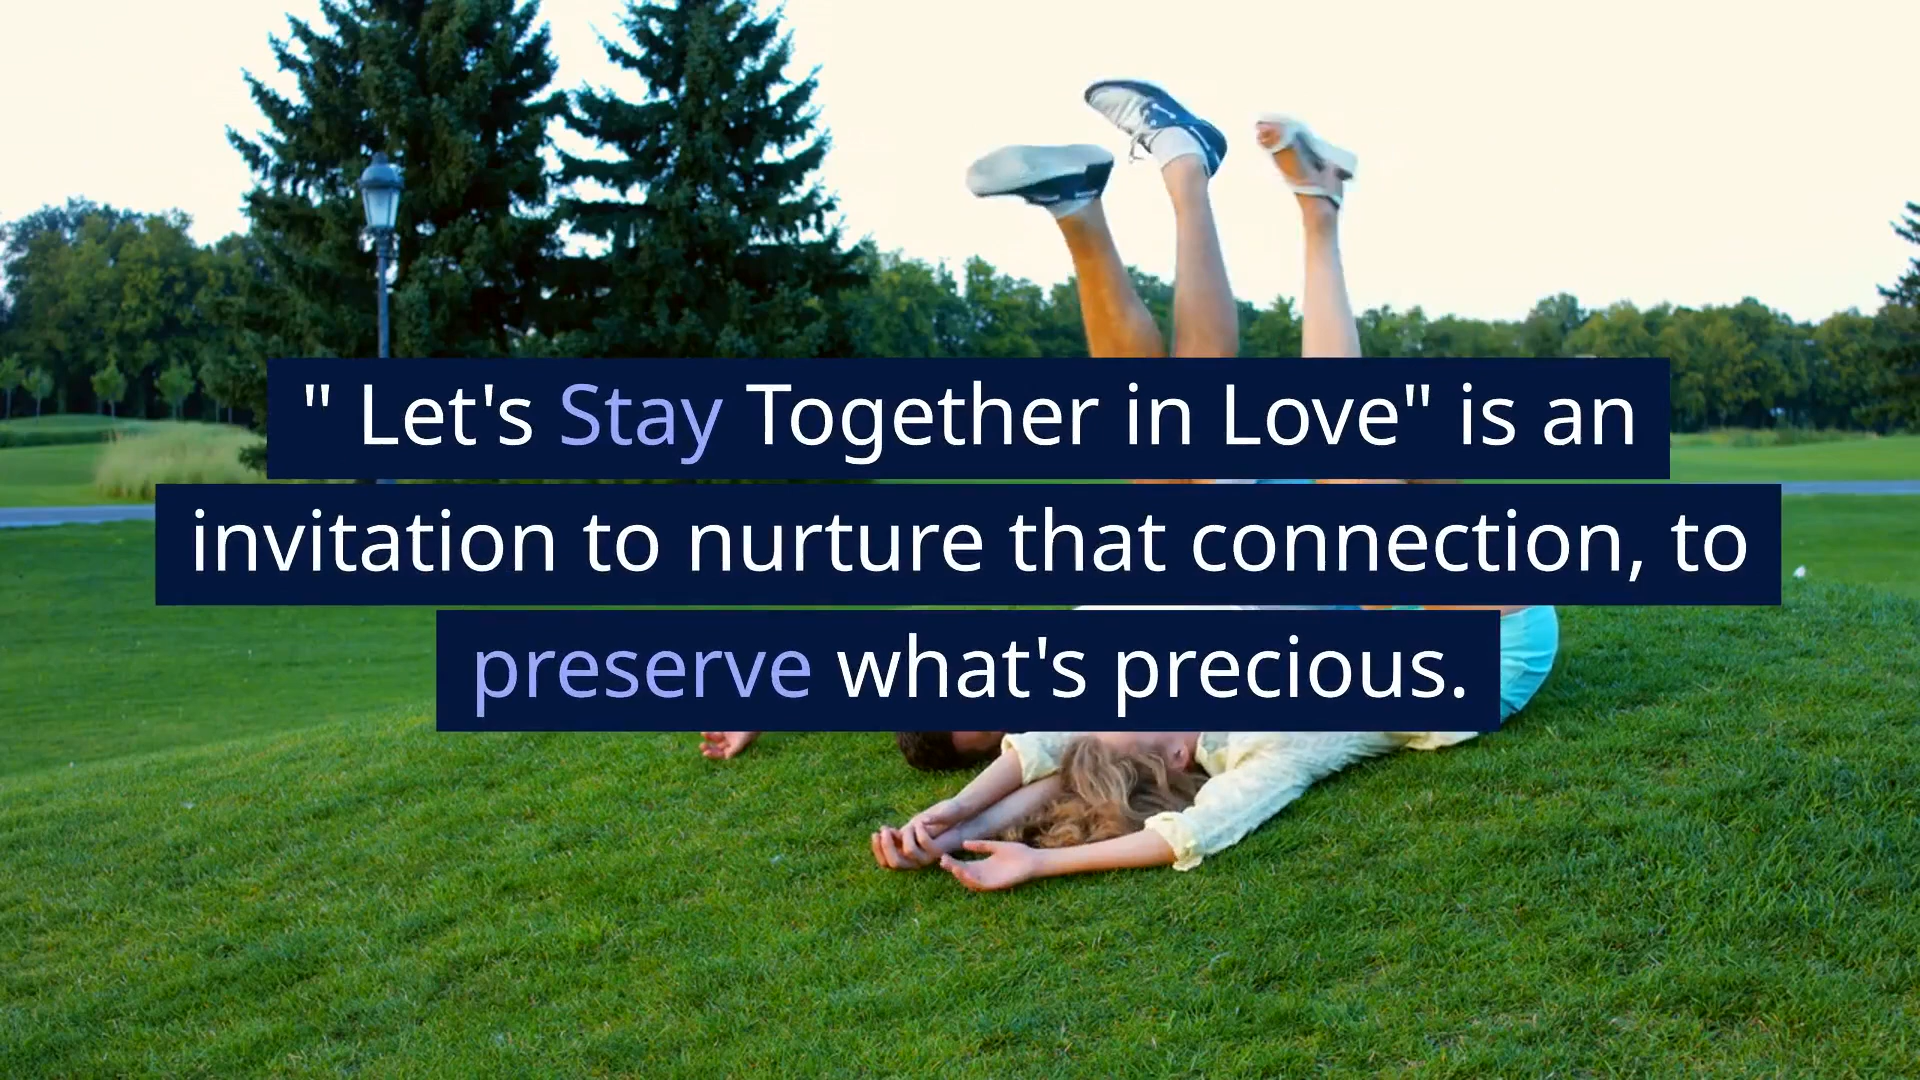 " Let's Stay Together in Love" is an
invitation to nurture that connection, to
preserve what's precious.